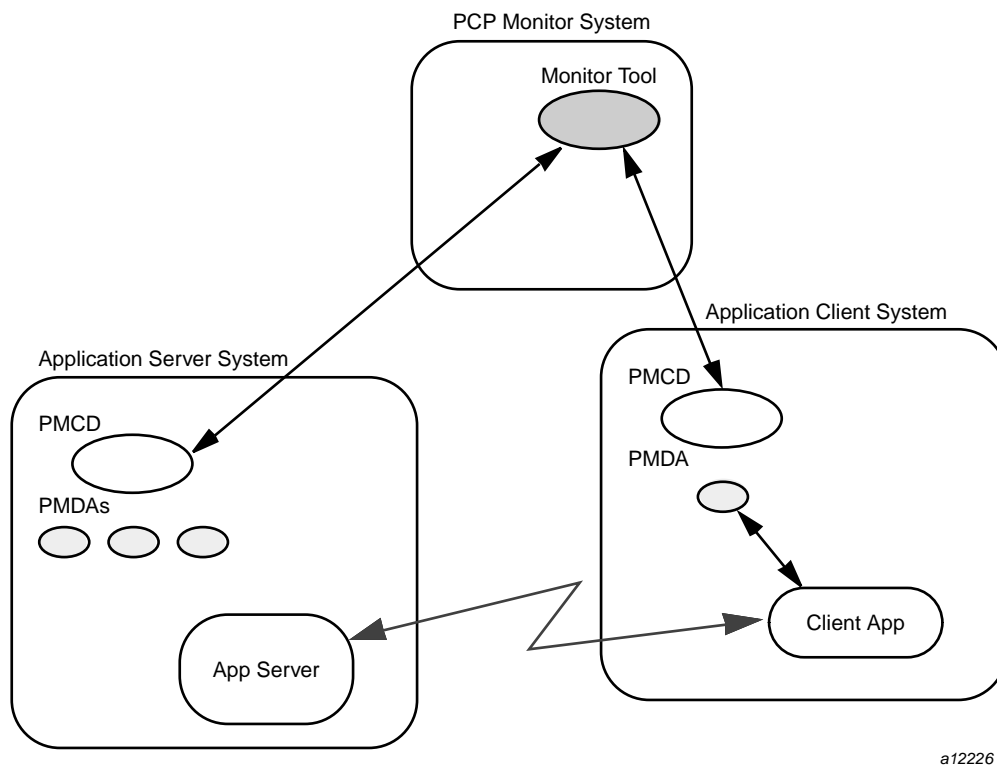 PCP Monitor System
Monitor Tool
Application Client System
Application Server System
PMCD
PMCD
PMDA
PMDAs
Client App
App Server
a12226